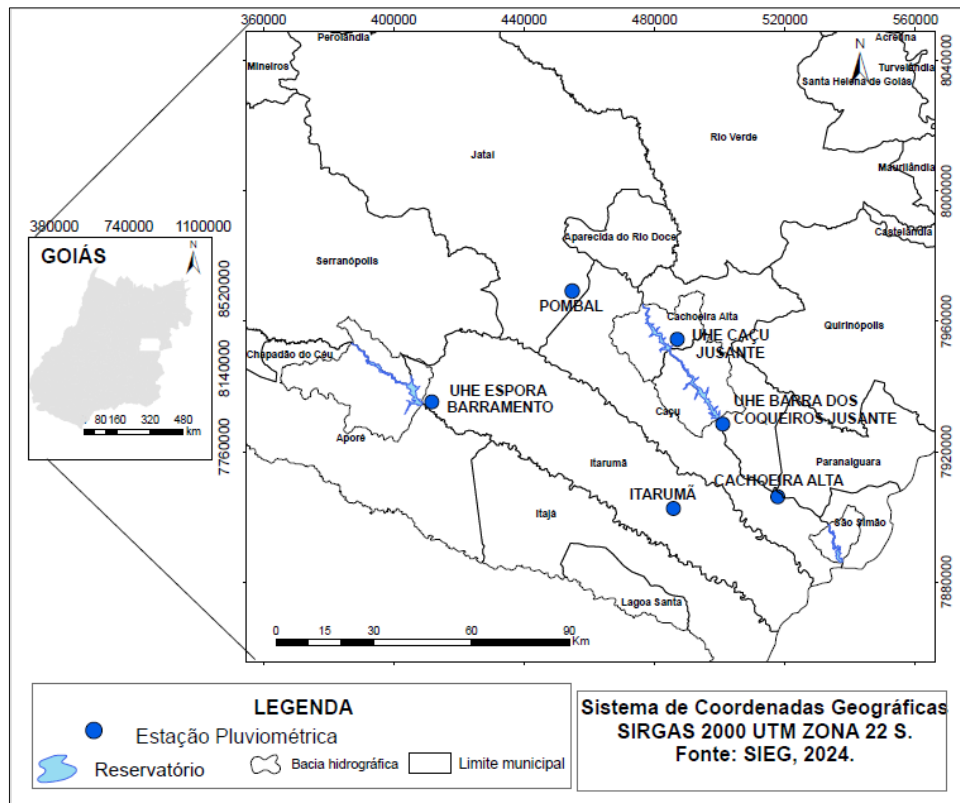 360000 400000 440000 480000 520000 560000
Perolândia
Acreúna
N
8040000
Mineiros
Turvelândia
Santa Helena de Goiás
Rio Verde
Jataí
Maurilândia
8000000
380000 740000 1100000
Castelândia
Aparecida do Rio Doce
GOIÁS
N
Serranópolis
8520000
POMBAL
Cachoeira Alta
Quirinópolis
7960000
UHE CAÇU
JUSANTE
Chapadão do Céu
8140000
UHE ESPORA
BARRAMENTO
UHE BARRA DOS
COQUEIROS JUSANTE
Caçu
0 80 160 320 480
km
Aporé
7760000
Itarumã
Paranaiguara
7920000
CACHOEIRA ALTA
ITARUMÃ
Itajá
São Simão
7880000
Lagoa Santa
0 15 30 60 90
Km
LEGENDA
Estação Pluviométrica
Reservatório
Bacia hidrográfica
Limite municipal
Sistema de Coordenadas Geográficas
SIRGAS 2000 UTM ZONA 22 S.
Fonte: SIEG, 2024.